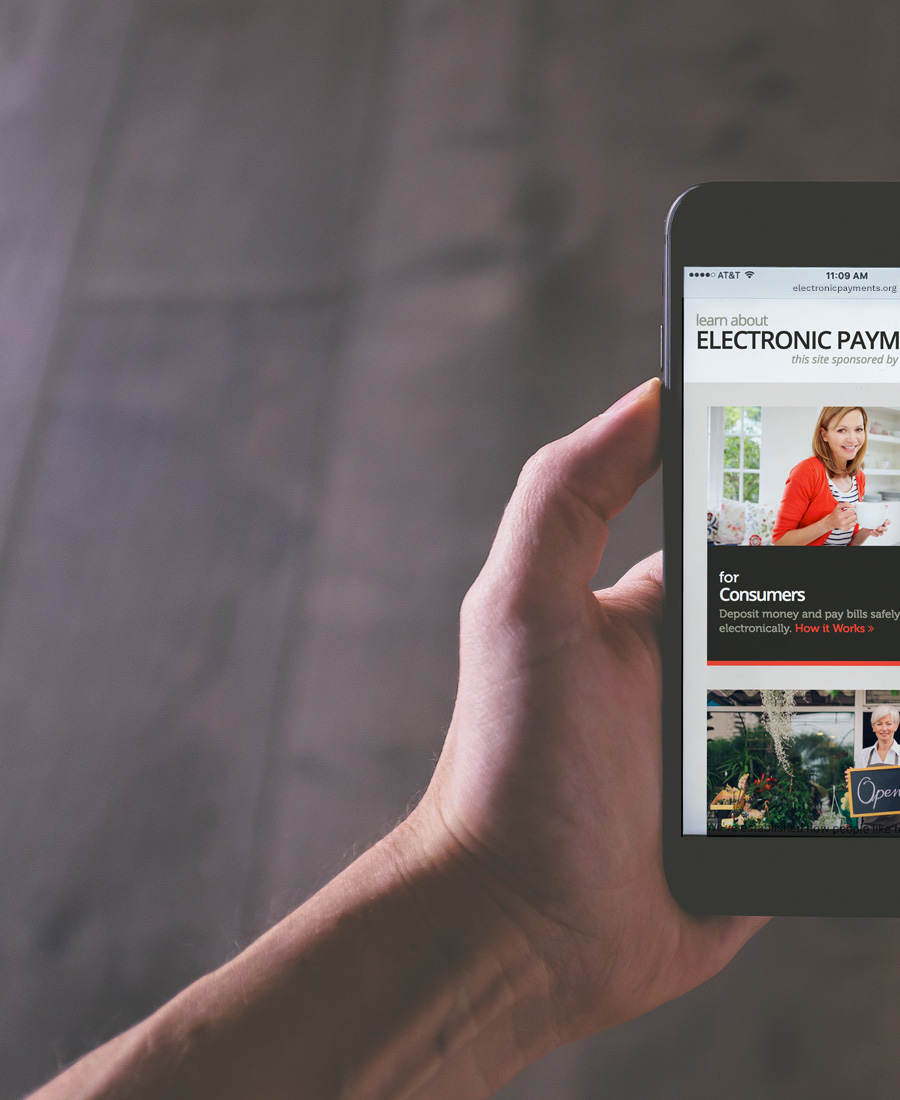 AT&T 11:09 AM
electronicpayments.org
learn about
ELECTRONIC PAYM
this site sponsored by
for
Consumers
Deposit money and pay bills safely
electronically. How it Works »
Open